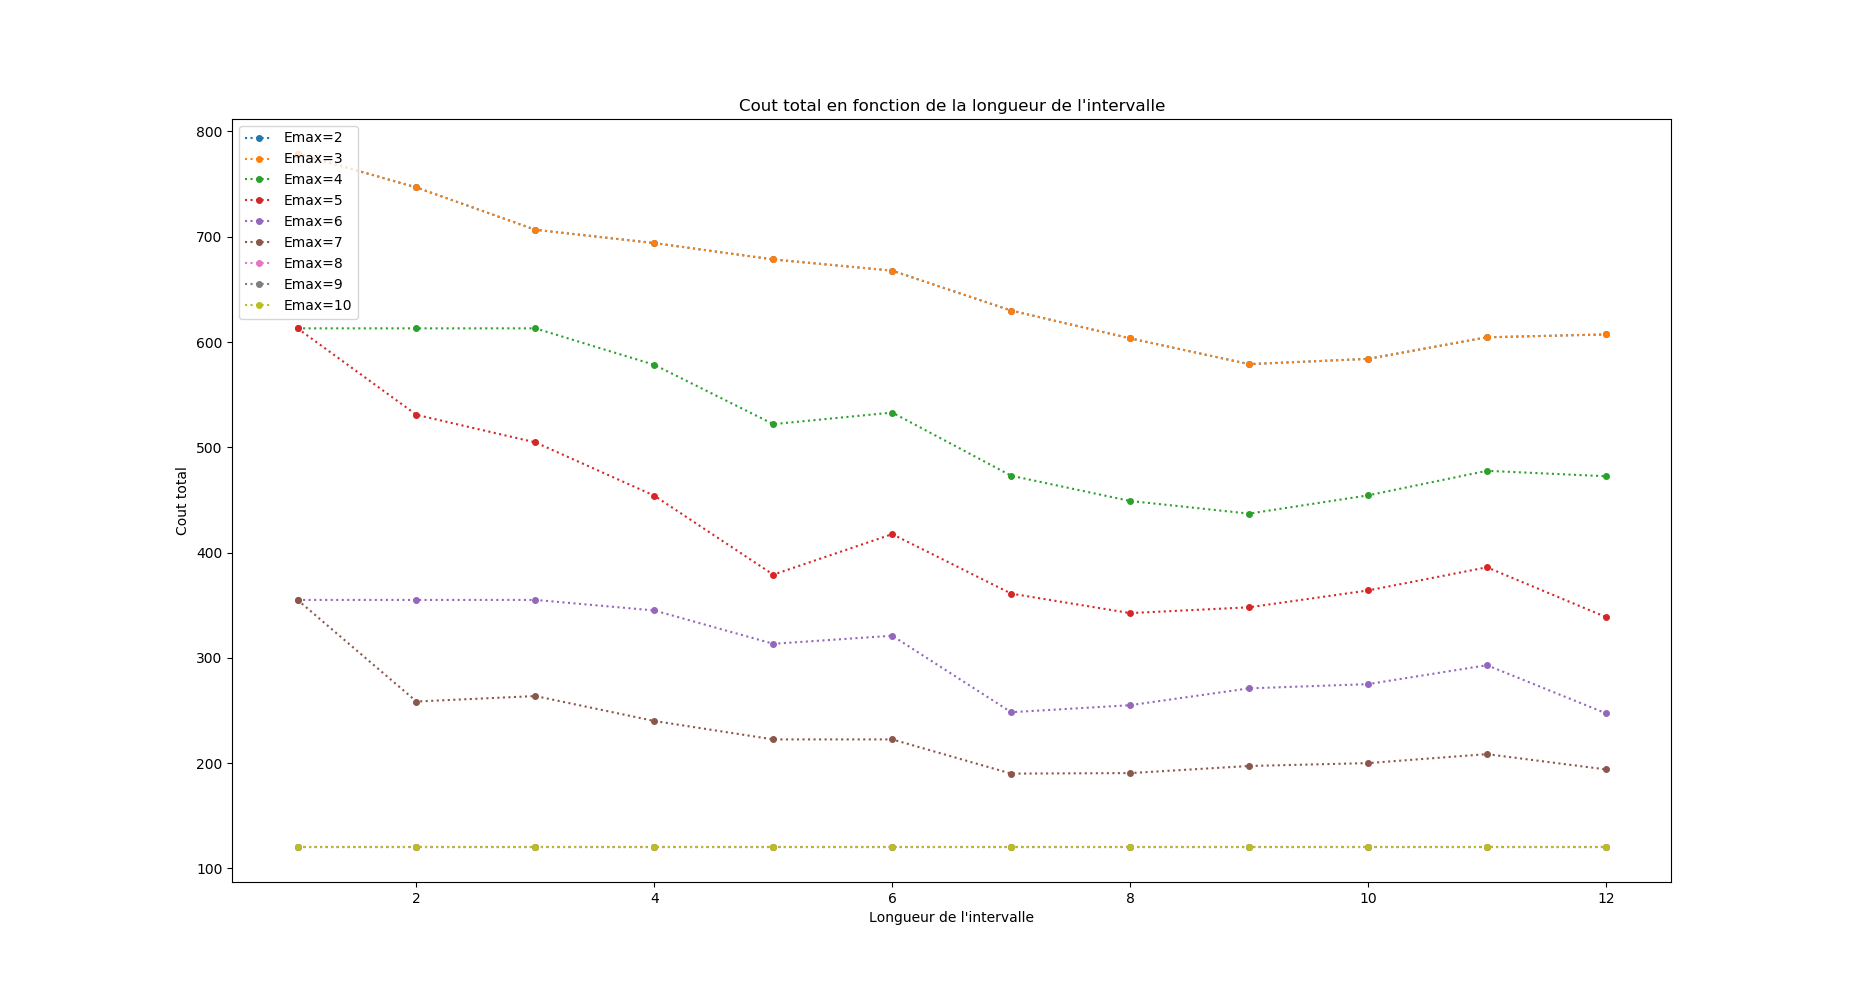 Cout total en fonction de la longueur de l'intervalle
Emax=2
Emax=3
Emax=4
Emax=5
Emax=6
Emax=7
Emax=8
Emax=9
Emax=10
800
700
600
500
400
300
200
100
Cout total
2 4 6 8 10 12
Longueur de l'intervalle